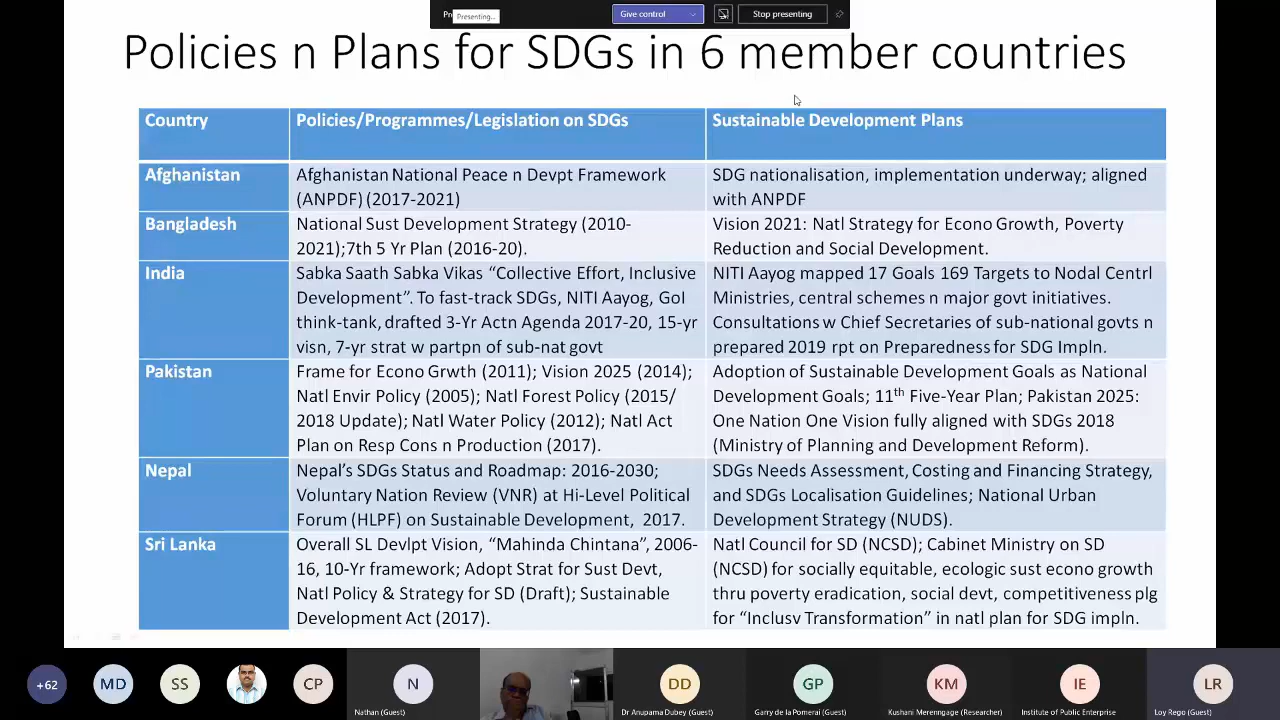 Presenting...
Give control
Stop presenting
Policies n Plans for SDGs in 6 member countries
Country
Policies/Programmes/Legislation on SDGs
Sustainable Development Plans
Afghanistan
Afghanistan National Peace n Devpt Framework
(ANPDF) (2017-2021)
SDG nationalisation, implementation underway; aligned
with ANPDF
Bangladesh
National Sust Development Strategy (2010-
2021);7th 5 Yr Plan (2016-20).
Vision 2021: Natl Strategy for Econo Growth, Poverty
Reduction and Social Development.
India
Sabka Saath Sabka Vikas “Collective Effort, Inclusive
Development”. To fast-track SDGs, NITI Aayog, GoI
think-tank, drafted 3-Yr Actn Agenda 2017-20, 15-yr
visn, 7-yr strat w partpn of sub-nat govt
NITI Aayog mapped 17 Goals 169 Targets to Nodal Centrl
Ministries, central schemes n major govt initiatives.
Consultations w Chief Secretaries of sub-national govts n
prepared 2019 rpt on Preparedness for SDG Impln.
Pakistan
Frame for Econo Grwth (2011); Vision 2025 (2014);
Natl Envir Policy (2005); Natl Forest Policy (2015/
2018 Update); Natl Water Policy (2012); Natl Act
Plan on Resp Cons n Production (2017).
Adoption of Sustainable Development Goals as National
Development Goals; 11th Five-Year Plan; Pakistan 2025:
One Nation One Vision fully aligned with SDGs 2018
(Ministry of Planning and Development Reform).
Nepal
Nepal’s SDGs Status and Roadmap: 2016-2030;
Voluntary Nation Review (VNR) at Hi-Level Political
Forum (HLPF) on Sustainable Development, 2017.
SDGs Needs Assessment, Costing and Financing Strategy,
and SDGs Localisation Guidelines; National Urban
Development Strategy (NUDS).
Sri Lanka
Overall SL Devlpt Vision, “Mahinda Chintana”, 2006-
16, 10-Yr framework; Adopt Strat for Sust Devt,
Natl Policy & Strategy for SD (Draft); Sustainable
Development Act (2017).
Natl Council for SD (NCSD); Cabinet Ministry on SD
(NCSD) for socially equitable, ecologic sust econo growth
thru poverty eradication, social devt, competitiveness plg
for “Inclusv Transformation” in natl plan for SDG impln.
+62
MD
SS
CP
N
DD
GP
KM
IE
LR
Nathan (Guest)
Dr Anupama Dubey (Guest)
Garry de la Pomerai (Guest)
Kushani Merenngage (Researcher)
Institute of Public Enterprise
Loy Rego (Guest)